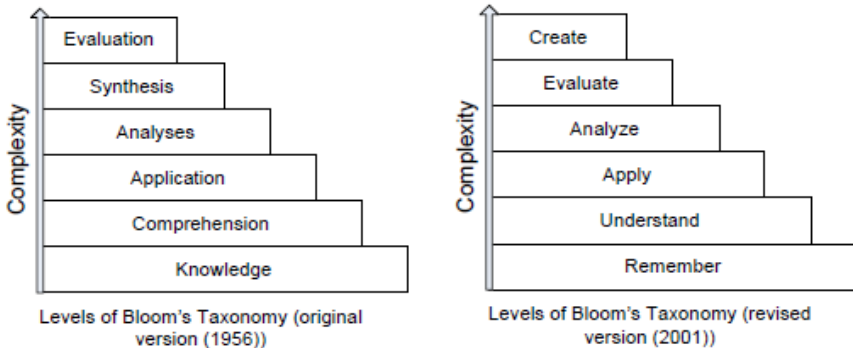 Complexity
Evaluation
Synthesis
Analyses
Application
Comprehension
Knowledge
Levels of Bloom's Taxonomy (original
version (1956))
Complexity
Create
Evaluate
Analyze
Apply
Understand
Remember
Levels of Bloom's Taxonomy (revised
version (2001))